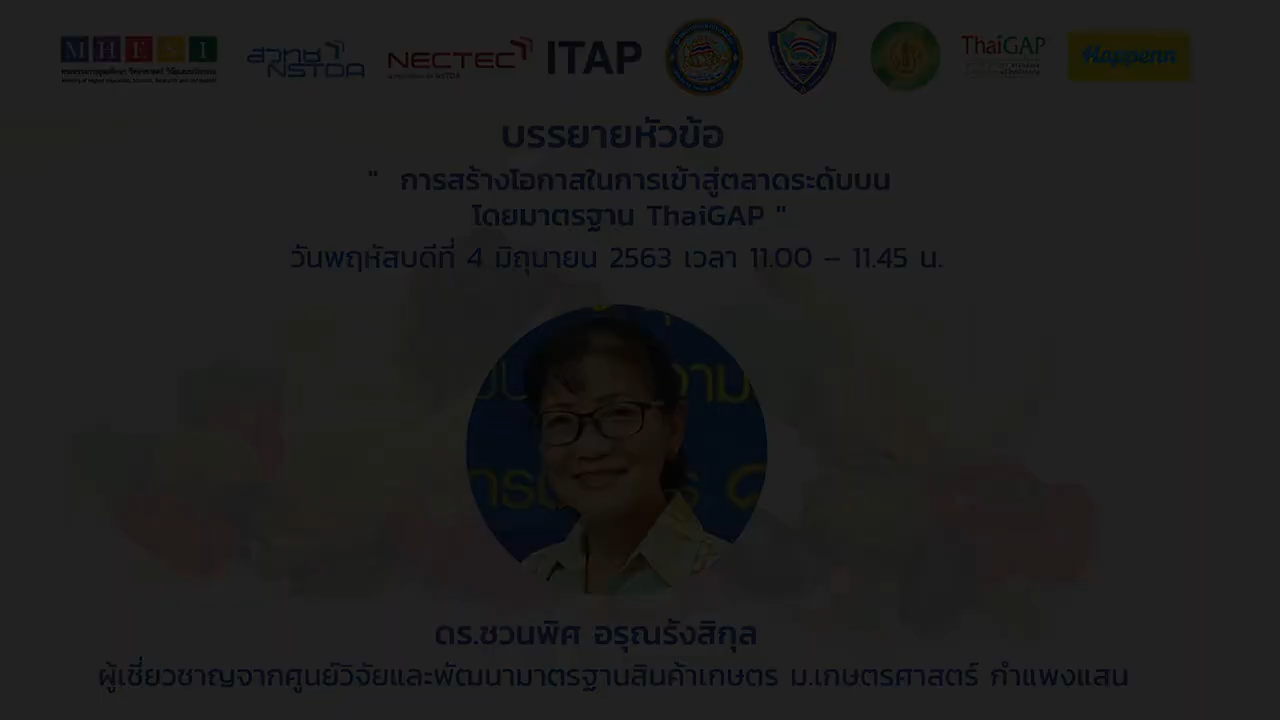 MHESI
สวทช
NSTDA
NECTEC
ITAP
ThaiGAP
Happenn
บรรยายหัวข้อ
" การสร้างโอกาสในการเข้าสู่ตลาดระดับบน
โดยมาตรฐาน ThaiGAP "
วันพฤหัสบดีที่ 4 มิถุนายน 2563 เวลา 11.00 – 11.45 น.
ดร.ชวนพิศ อรุณรังสิกุล
ผู้เชี่ยวชาญจากศูนย์วิจัยและพัฒนามาตรฐานสินค้าเกษตร ม.เกษตรศาสตร์ กำแพงแสน